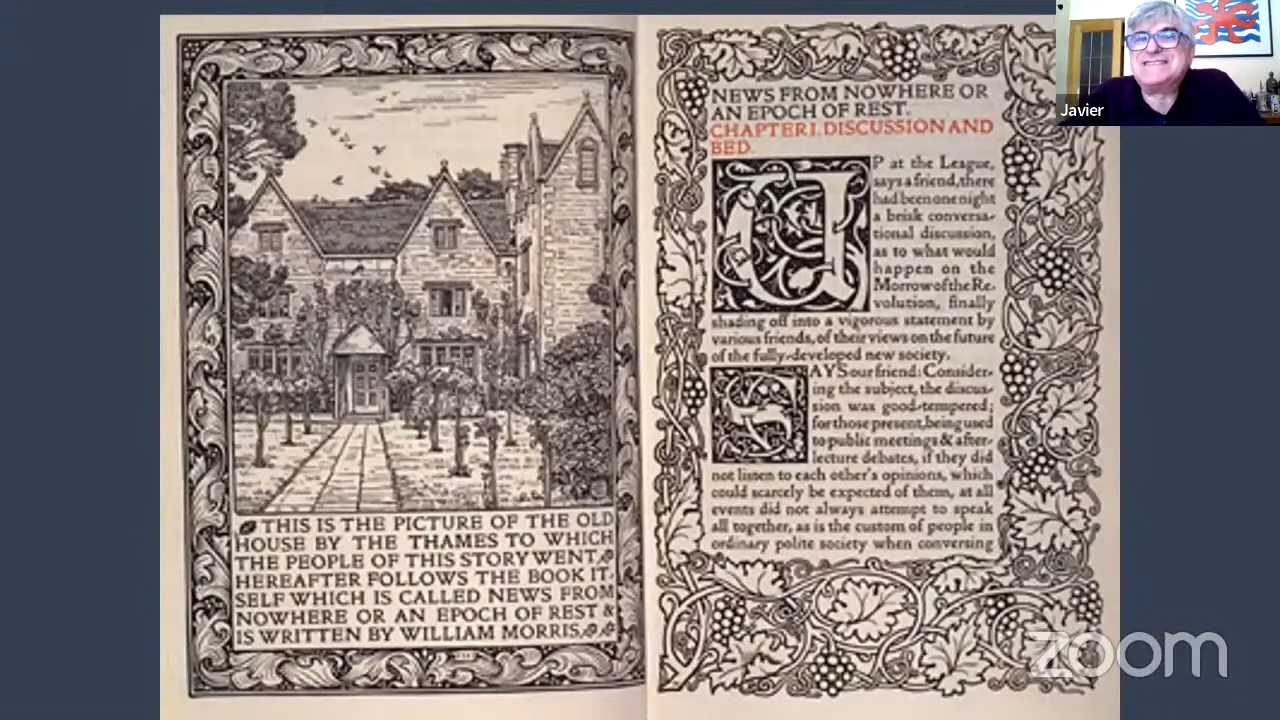 THIS IS THE PICTURE OF THE OLD
HOUSE BY THE THAMES TO WHICH
THE PEOPLE OF THIS STORY WENT
HEREAFTER FOLLOWS THE BOOK IT-
SELF WHICH IS CALLED NEWS FROM
NOWHERE OR AN EPOCH OF REST &
IS WRITTEN BY WILLIAM MORRIS.
NEWS FROM NOWHERE OR
AN EPOCH OF REST.
CHAPTER I. DISCUSSION AND
BED.
UP at the League,
says a friend, there
had been one night
a brisk conversa-
tional discussion,
as to what would
happen on the
Morrow of the Re-
volution, finally
shading off into a vigorous statement by
various friends, of their views on the future
of the fully-developed new society.
SAYS our friend: Consider-
ing the subject, the discus-
sion was good-tempered;
for those present, being used
to public meetings & after-
lecture debates, if they did
not listen to each other's opinions, which
could scarcely be expected of them, at all
events did not always attempt to speak
all together, as is the custom of people in
ordinary polite society when conversing
Javier
zoom